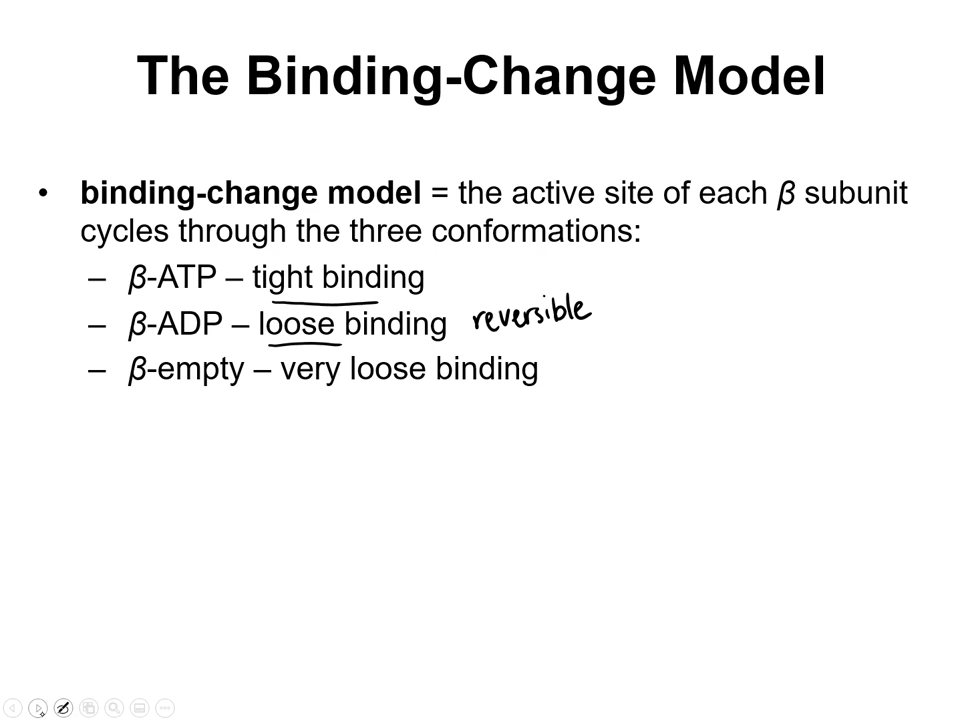 The Binding-Change Model
• binding-change model = the active site of each β subunit
cycles through the three conformations:
– β-ATP – tight binding
– β-ADP – loose binding reversible
– β-empty – very loose binding